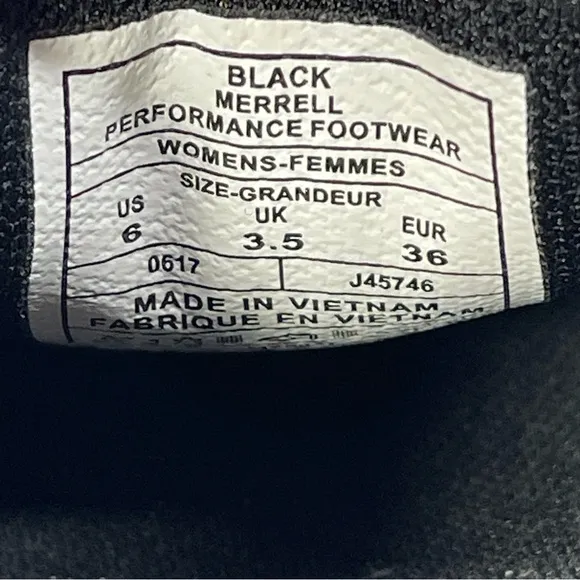 BLACK
MERRELL
PERFORMANCE FOOTWEAR
WOMENS-FEMMES
SIZE-GRANDEUR
US UK EUR
6 3.5 36
0617 J45746
MADE IN VIETNAM
FABRIQUE EN VIETNAM